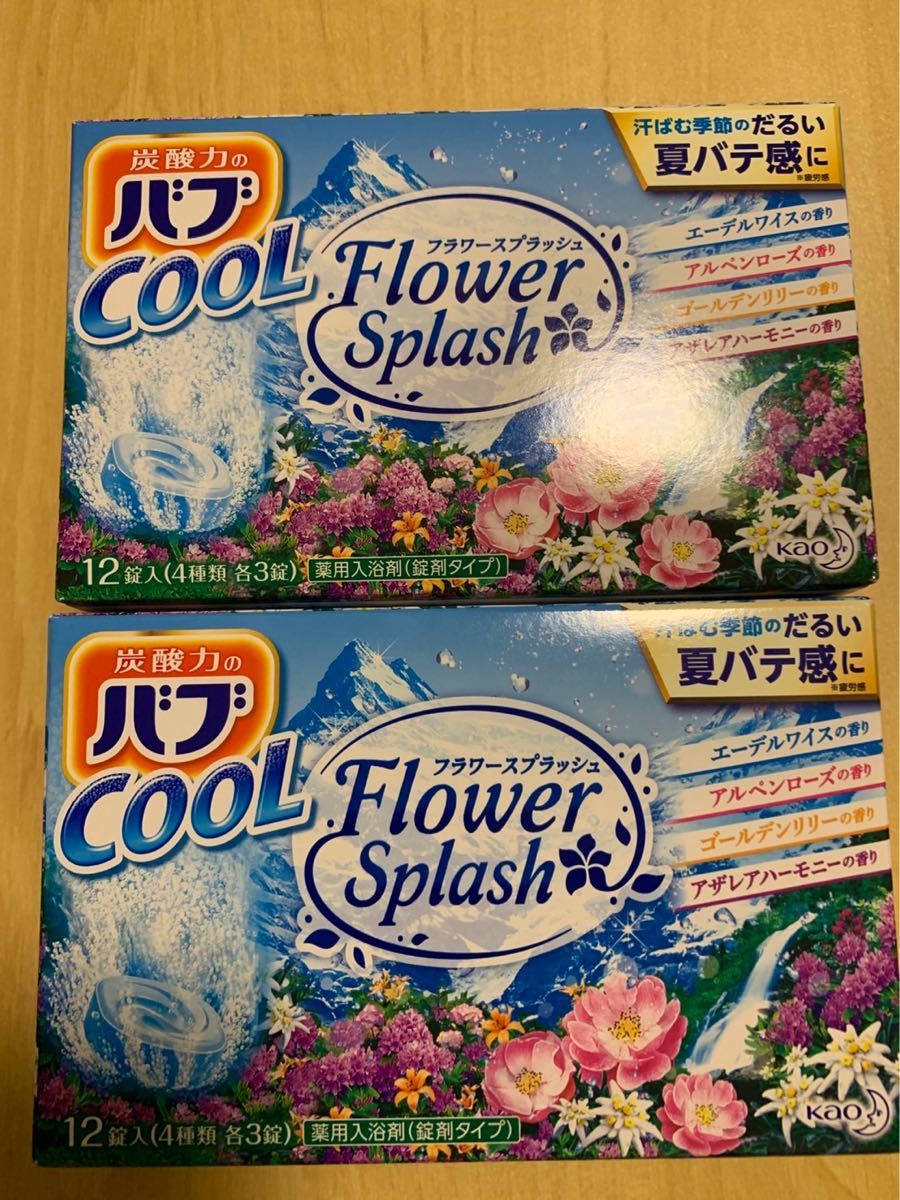 炭酸力の
バブ
COOL
フラワースプラッシュ
Flower
Splash
汗ばむ季節のだるい
夏バテ感に
※疲労感
エーデルワイスの香り
アルペンローズの香り
ゴールデンリリーの香り
アザレアハーモニーの香り
12錠入(4種類 各3錠) 薬用入浴剤(錠剤タイプ)
Kao
炭酸力の
バブ
COOL
フラワースプラッシュ
Flower
Splash
汗ばむ季節のだるい
夏バテ感に
※疲労感
エーデルワイスの香り
アルペンローズの香り
ゴールデンリリーの香り
アザレアハーモニーの香り
12錠入(4種類 各3錠) 薬用入浴剤(錠剤タイプ)
Kao